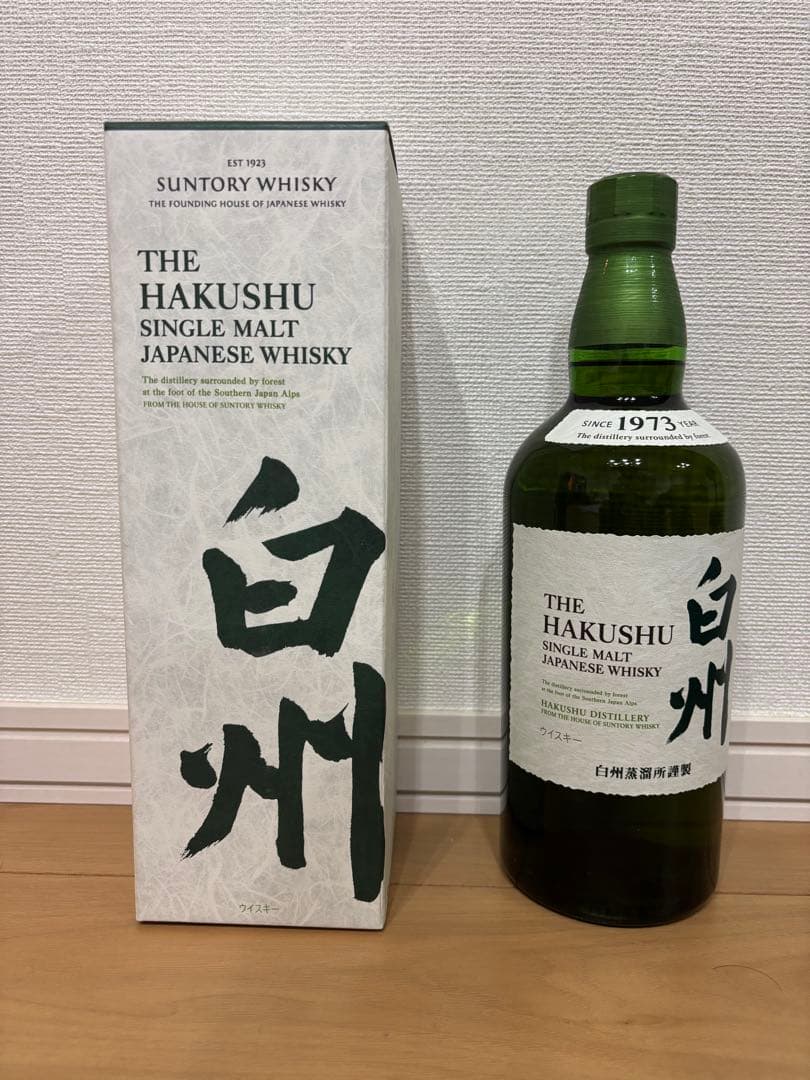 EST 1923
SUNTORY WHISKY
THE FOUNDING HOUSE OF JAPANESE WHISKY
THE
HAKUSHU
SINGLE MALT
JAPANESE WHISKY
The distillery surrounded by forest
at the foot of the Southern Japan Alps
FROM THE HOUSE OF SUNTORY WHISKY
白州
ウイスキー
SINCE 1973 YEAR
The distillery surrounded by forest.
THE
HAKUSHU
SINGLE MALT
JAPANESE WHISKY
The distillery surrounded by forest
at the foot of the Southern Japan Alps
HAKUSHU DISTILLERY
FROM THE HOUSE OF SUNTORY WHISKY
ウイスキー
白州
白州蒸溜所謹製